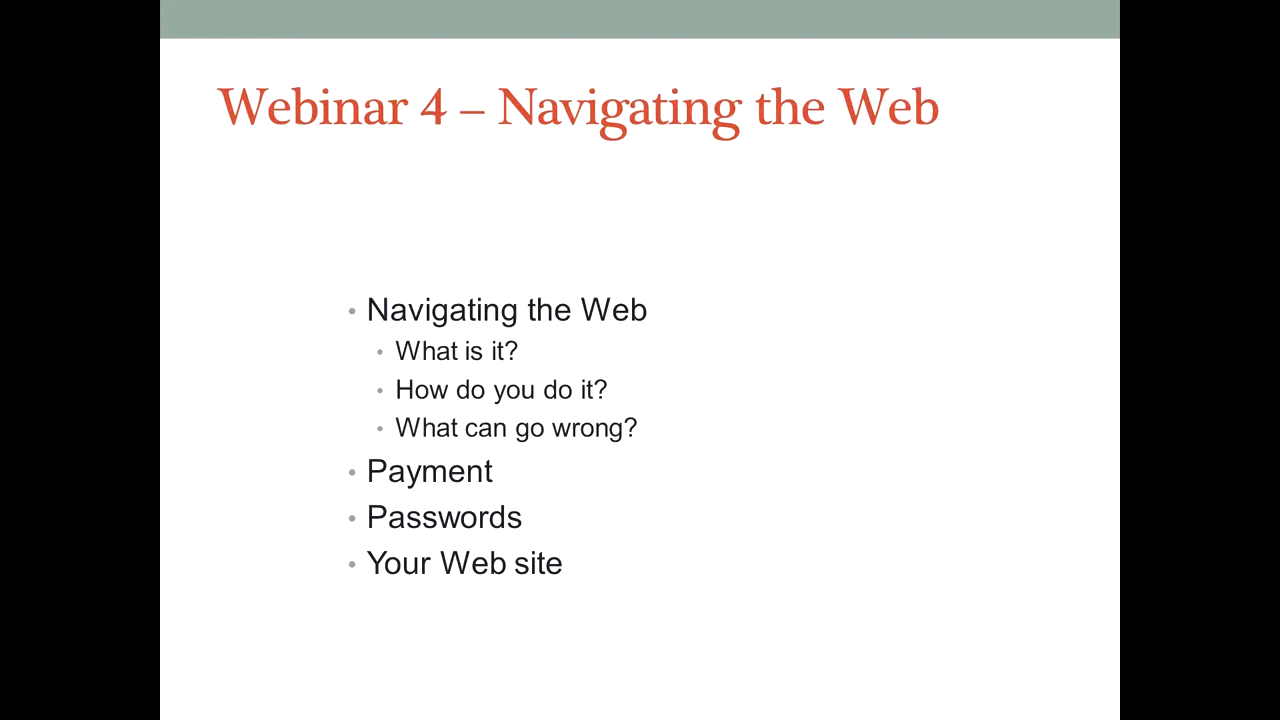 Webinar 4 – Navigating the Web
• Navigating the Web
• What is it?
• How do you do it?
• What can go wrong?
• Payment
• Passwords
• Your Web site